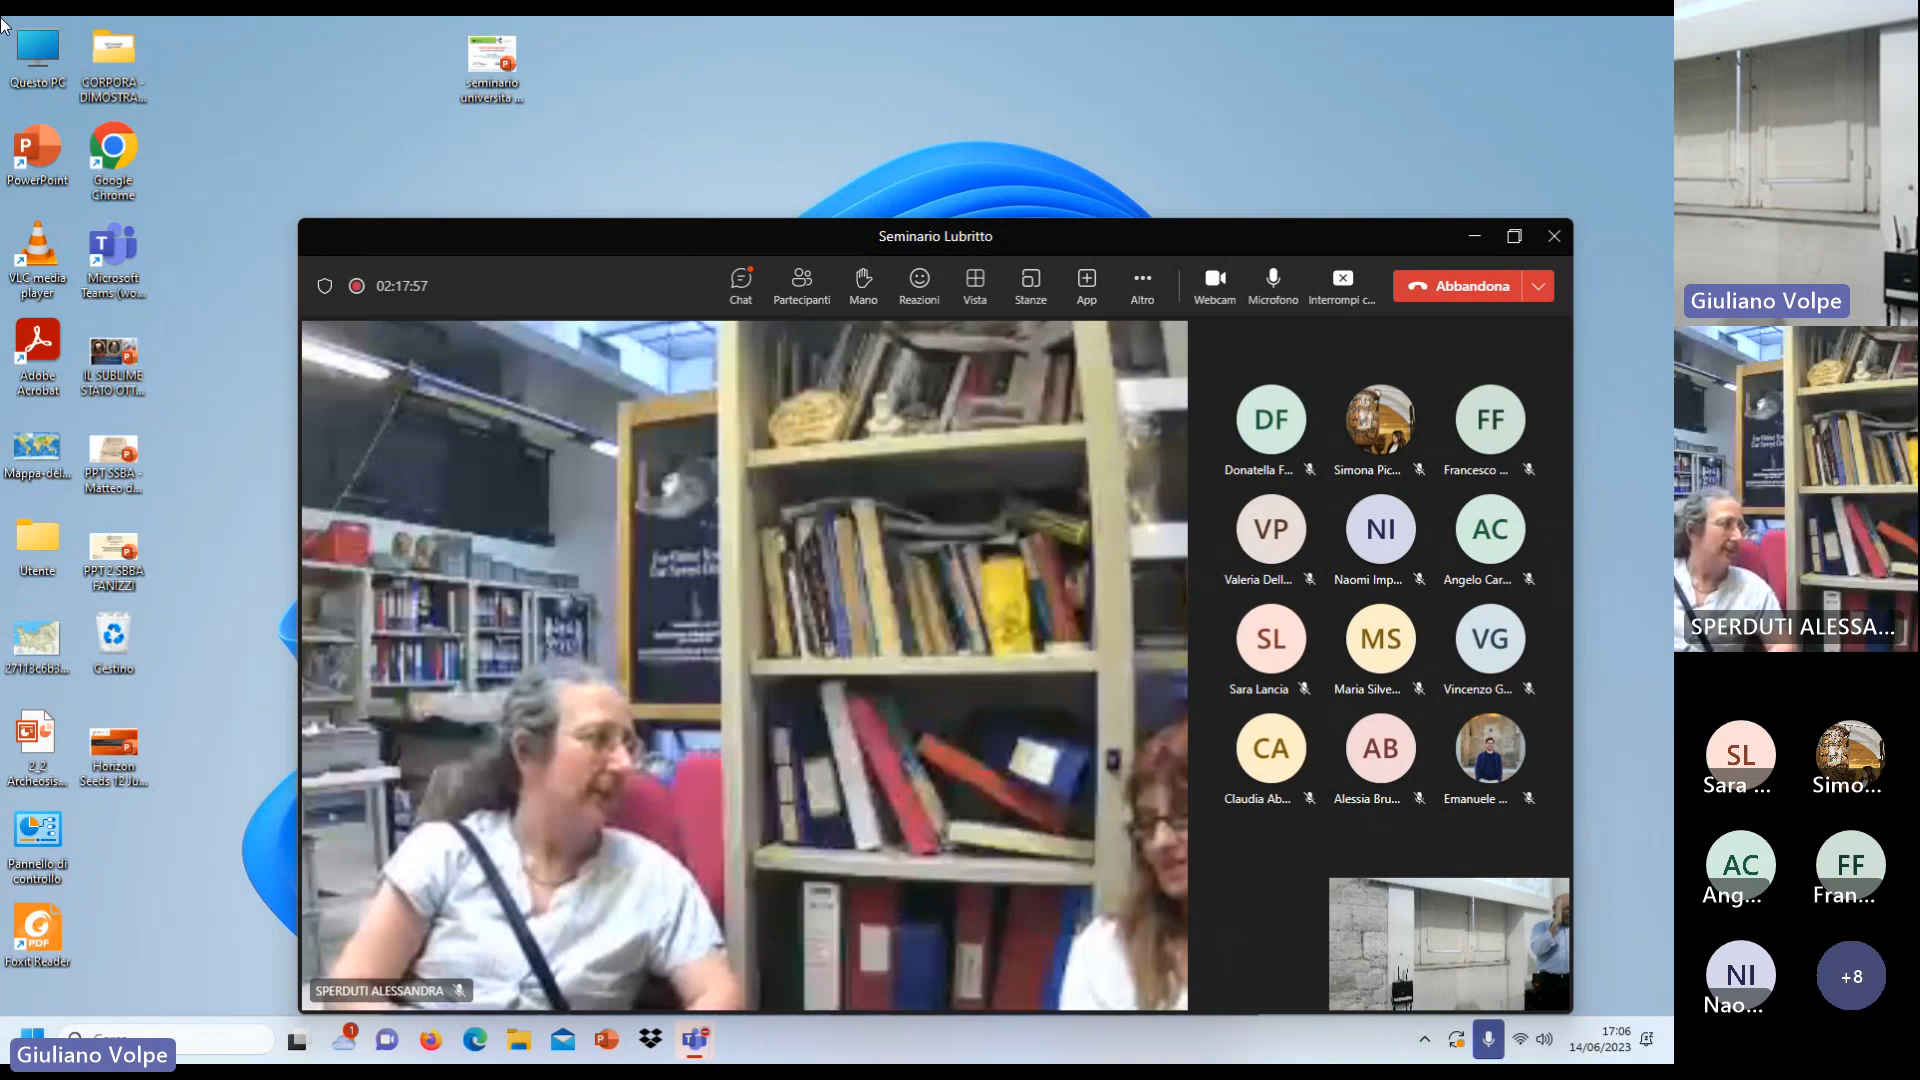 Questo PC
CORPORA -
DIMOSTRA...
seminario
universita ...
PowerPoint
Google
Chrome
VLC media
player
Microsoft
Teams (wo...
Adobe
Acrobat
IL SUBLIME
STATO OTT...
Mappa-del...
PPT SSBA -
Matteo d...
Utente
PPT 2 SBBA
FANIZZI
27113c6b3...
Cestino
2_2
Archeosis...
Horizon
Seeds 12 Ju...
Pannello di
controllo
Foxit Reader
Seminario Lubritto
02:17:57
Chat
Partecipanti
Mano
Reazioni
Vista
Stanze
App
Altro
Webcam
Microfono
Interrompi c...
Abbandona
DF
FF
Donatella F...
Simona Pic...
Francesco ...
VP
NI
AC
Valeria Dell...
Naomi Imp...
Angelo Car...
SL
MS
VG
Sara Lancia
Maria Silve...
Vincenzo G...
CA
AB
Claudia Ab...
Alessia Bru...
Emanuele ...
SPERDUTI ALESSANDRA
Giuliano Volpe
SPERDUTI ALESSA...
SL
Sara ...
Simo...
AC
FF
Ang...
Fran...
NI
+8
Nao...
1
17:06
14/06/2023
Giuliano Volpe